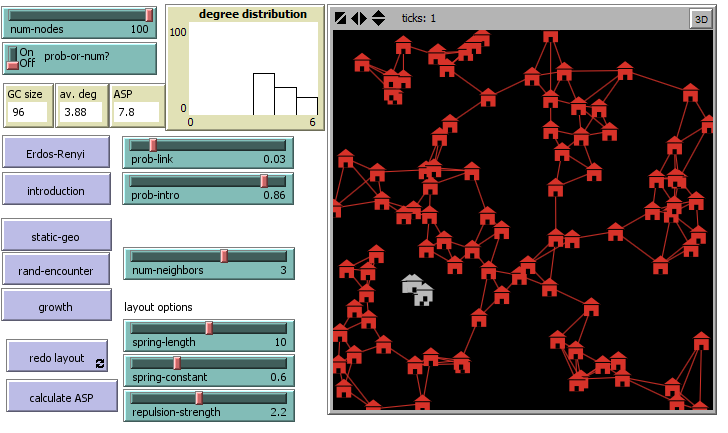 num-nodes 100
On
Off
prob-or-num?
GC size
96
av. deg
3.88
ASP
7.8
degree distribution
100
0
0
6
Erdos-Renyi
introduction
prob-link 0.03
prob-intro 0.86
static-geo
rand-encounter
growth
num-neighbors 3
layout options
redo layout
calculate ASP
spring-length 10
spring-constant 0.6
repulsion-strength 2.2
ticks: 1
3D